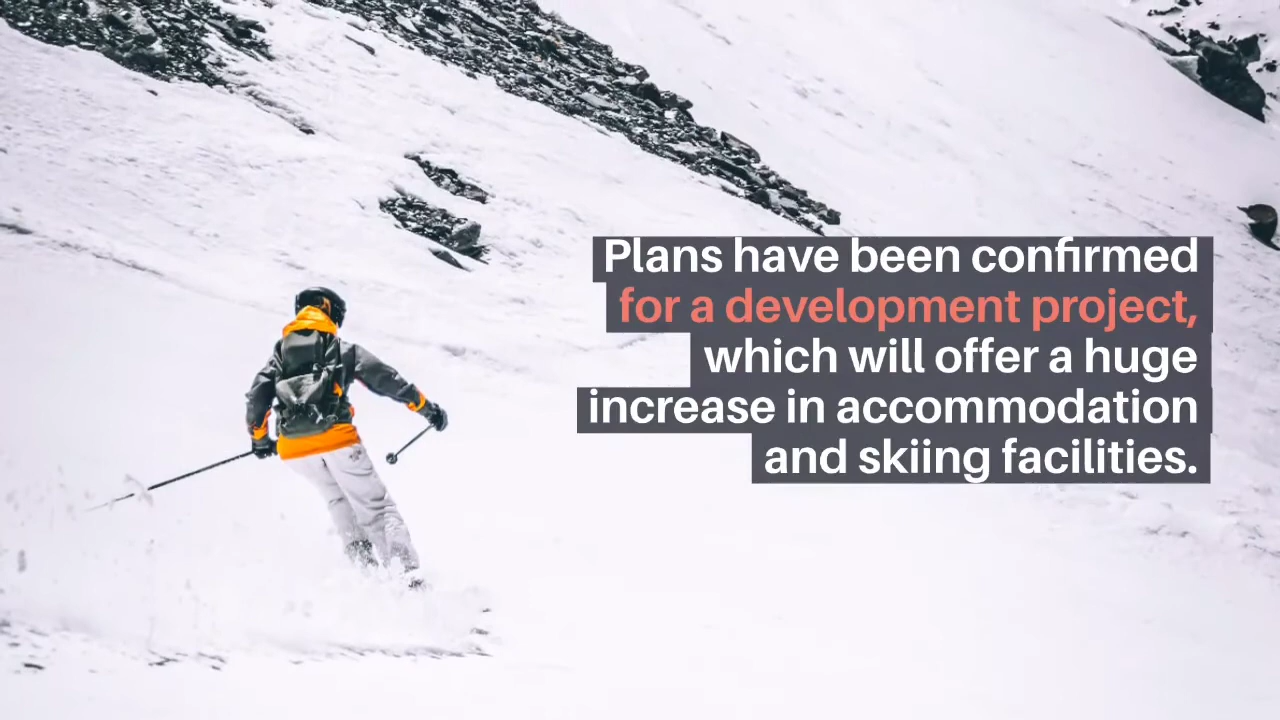 Plans have been confirmed
for a development project,
which will offer a huge
increase in accommodation
and skiing facilities.